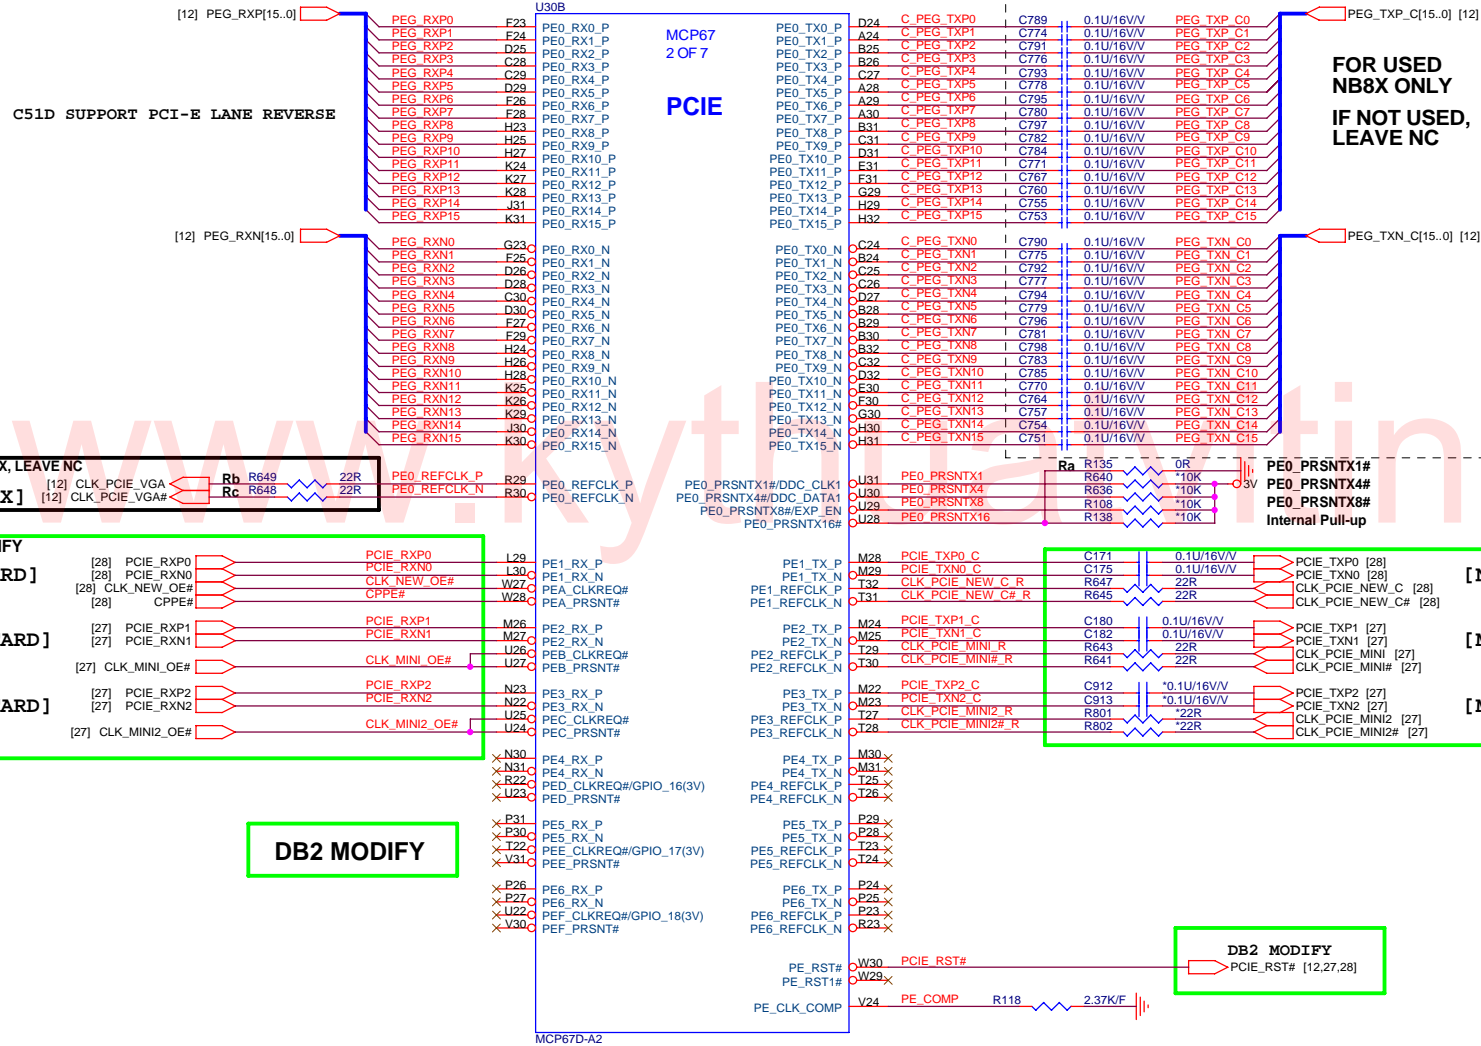 U30B
MCP67
2 OF 7
PCIE
[12] PEG_RXP[15..0]
C51D SUPPORT PCI-E LANE REVERSE
PEG_RXP0 F23 PE0_RX0_P
PEG_RXP1 F24 PE0_RX1_P
PEG_RXP2 D25 PE0_RX2_P
PEG_RXP3 C28 PE0_RX3_P
PEG_RXP4 C29 PE0_RX4_P
PEG_RXP5 D29 PE0_RX5_P
PEG_RXP6 F26 PE0_RX6_P
PEG_RXP7 F28 PE0_RX7_P
PEG_RXP8 H23 PE0_RX8_P
PEG_RXP9 H25 PE0_RX9_P
PEG_RXP10 H27 PE0_RX10_P
PEG_RXP11 K24 PE0_RX11_P
PEG_RXP12 K27 PE0_RX12_P
PEG_RXP13 K28 PE0_RX13_P
PEG_RXP14 J31 PE0_RX14_P
PEG_RXP15 K31 PE0_RX15_P
PE0_TX0_P D24 C_PEG_TXP0 C789 0.1U/16V/V PEG_TXP_C0
PE0_TX1_P A24 C_PEG_TXP1 C774 0.1U/16V/V PEG_TXP_C1
PE0_TX2_P B25 C_PEG_TXP2 C791 0.1U/16V/V PEG_TXP_C2
PE0_TX3_P B26 C_PEG_TXP3 C776 0.1U/16V/V PEG_TXP_C3
PE0_TX4_P C27 C_PEG_TXP4 C793 0.1U/16V/V PEG_TXP_C4
PE0_TX5_P A28 C_PEG_TXP5 C778 0.1U/16V/V PEG_TXP_C5
PE0_TX6_P A29 C_PEG_TXP6 C795 0.1U/16V/V PEG_TXP_C6
PE0_TX7_P A30 C_PEG_TXP7 C780 0.1U/16V/V PEG_TXP_C7
PE0_TX8_P B31 C_PEG_TXP8 C797 0.1U/16V/V PEG_TXP_C8
PE0_TX9_P C31 C_PEG_TXP9 C782 0.1U/16V/V PEG_TXP_C9
PE0_TX10_P D31 C_PEG_TXP10 C784 0.1U/16V/V PEG_TXP_C10
PE0_TX11_P E31 C_PEG_TXP11 C771 0.1U/16V/V PEG_TXP_C11
PE0_TX12_P F31 C_PEG_TXP12 C767 0.1U/16V/V PEG_TXP_C12
PE0_TX13_P G29 C_PEG_TXP13 C760 0.1U/16V/V PEG_TXP_C13
PE0_TX14_P H29 C_PEG_TXP14 C755 0.1U/16V/V PEG_TXP_C14
PE0_TX15_P H32 C_PEG_TXP15 C753 0.1U/16V/V PEG_TXP_C15
PEG_TXP_C[15..0] [12]
FOR USED
NB8X ONLY
IF NOT USED,
LEAVE NC
[12] PEG_RXN[15..0]
PEG_RXN0 G23 PE0_RX0_N
PEG_RXN1 F25 PE0_RX1_N
PEG_RXN2 D26 PE0_RX2_N
PEG_RXN3 D28 PE0_RX3_N
PEG_RXN4 C30 PE0_RX4_N
PEG_RXN5 D30 PE0_RX5_N
PEG_RXN6 F27 PE0_RX6_N
PEG_RXN7 F29 PE0_RX7_N
PEG_RXN8 H24 PE0_RX8_N
PEG_RXN9 H26 PE0_RX9_N
PEG_RXN10 H28 PE0_RX10_N
PEG_RXN11 K25 PE0_RX11_N
PEG_RXN12 K26 PE0_RX12_N
PEG_RXN13 K29 PE0_RX13_N
PEG_RXN14 J30 PE0_RX14_N
PEG_RXN15 K30 PE0_RX15_N
PE0_TX0_N C24 C_PEG_TXN0 C790 0.1U/16V/V PEG_TXN_C0
PE0_TX1_N B24 C_PEG_TXN1 C775 0.1U/16V/V PEG_TXN_C1
PE0_TX2_N C25 C_PEG_TXN2 C792 0.1U/16V/V PEG_TXN_C2
PE0_TX3_N C26 C_PEG_TXN3 C777 0.1U/16V/V PEG_TXN_C3
PE0_TX4_N D27 C_PEG_TXN4 C794 0.1U/16V/V PEG_TXN_C4
PE0_TX5_N B28 C_PEG_TXN5 C779 0.1U/16V/V PEG_TXN_C5
PE0_TX6_N B29 C_PEG_TXN6 C796 0.1U/16V/V PEG_TXN_C6
PE0_TX7_N B30 C_PEG_TXN7 C781 0.1U/16V/V PEG_TXN_C7
PE0_TX8_N B32 C_PEG_TXN8 C798 0.1U/16V/V PEG_TXN_C8
PE0_TX9_N C32 C_PEG_TXN9 C783 0.1U/16V/V PEG_TXN_C9
PE0_TX10_N D32 C_PEG_TXN10 C785 0.1U/16V/V PEG_TXN_C10
PE0_TX11_N E30 C_PEG_TXN11 C770 0.1U/16V/V PEG_TXN_C11
PE0_TX12_N F30 C_PEG_TXN12 C764 0.1U/16V/V PEG_TXN_C12
PE0_TX13_N G30 C_PEG_TXN13 C757 0.1U/16V/V PEG_TXN_C13
PE0_TX14_N H30 C_PEG_TXN14 C754 0.1U/16V/V PEG_TXN_C14
PE0_TX15_N H31 C_PEG_TXN15 C751 0.1U/16V/V PEG_TXN_C15
PEG_TXN_C[15..0] [12]
X, LEAVE NC
X]
[12] CLK_PCIE_VGA Rb R649 22R PE0_REFCLK_P R29 PE0_REFCLK_P
[12] CLK_PCIE_VGA# Rc R648 22R PE0_REFCLK_N R30 PE0_REFCLK_N
PE0_PRSNTX1#/DDC_CLK1 U31 PE0_PRSNTX1 Ra R135 0R PE0_PRSNTX1#
PE0_PRSNTX4#/DDC_DATA1 U30 PE0_PRSNTX4 R640 *10K 3V PE0_PRSNTX4#
PE0_PRSNTX8#/EXP_EN U29 PE0_PRSNTX8 R636 *10K PE0_PRSNTX8#
R108 *10K
PE0_PRSNTX16# U28 PE0_PRSNTX16 R138 *10K Internal Pull-up
IFY
RD]
[28] PCIE_RXP0 PCIE_RXP0 L29 PE1_RX_P
[28] PCIE_RXN0 PCIE_RXN0 L30 PE1_RX_N
[28] CLK_NEW_OE# CLK_NEW_OE# W27 PEA_CLKREQ#
[28] CPPE# CPPE# W28 PEA_PRSNT#
PE1_TX_P M28 PCIE_TXP0_C C171 0.1U/16V/V PCIE_TXP0 [28]
PE1_TX_N M29 PCIE_TXN0_C C175 0.1U/16V/V PCIE_TXN0 [28]
PE1_REFCLK_P T32 CLK_PCIE_NEW_C_R R647 22R CLK_PCIE_NEW_C [28]
PE1_REFCLK_N T31 CLK_PCIE_NEW_C#_R R645 22R CLK_PCIE_NEW_C# [28]
[N
ARD]
[27] PCIE_RXP1 PCIE_RXP1 M26 PE2_RX_P
[27] PCIE_RXN1 PCIE_RXN1 M27 PE2_RX_N
U26 PEB_CLKREQ#
[27] CLK_MINI_OE# CLK_MINI_OE# U27 PEB_PRSNT#
PE2_TX_P M24 PCIE_TXP1_C C180 0.1U/16V/V PCIE_TXP1 [27]
PE2_TX_N M25 PCIE_TXN1_C C182 0.1U/16V/V PCIE_TXN1 [27]
PE2_REFCLK_P T29 CLK_PCIE_MINI_R R643 22R CLK_PCIE_MINI [27]
PE2_REFCLK_N T30 CLK_PCIE_MINI#_R R641 22R CLK_PCIE_MINI# [27]
ARD]
[27] PCIE_RXP2 PCIE_RXP2 N23 PE3_RX_P
[27] PCIE_RXN2 PCIE_RXN2 N22 PE3_RX_N
U25 PEC_CLKREQ#
[27] CLK_MINI2_OE# CLK_MINI2_OE# U24 PEC_PRSNT#
PE3_TX_P M22 PCIE_TXP2_C C912 *0.1U/16V/V PCIE_TXP2 [27]
PE3_TX_N M23 PCIE_TXN2_C C913 *0.1U/16V/V PCIE_TXN2 [27]
PE3_REFCLK_P T27 CLK_PCIE_MINI2_R R801 *22R CLK_PCIE_MINI2 [27]
PE3_REFCLK_N T28 CLK_PCIE_MINI2#_R R802 *22R CLK_PCIE_MINI2# [27]
N30 PE4_RX_P PE4_TX_P M30
N31 PE4_RX_N PE4_TX_N M31
R22 PED_CLKREQ#/GPIO_16(3V) PE4_REFCLK_P T25
U23 PED_PRSNT# PE4_REFCLK_N T26
P31 PE5_RX_P PE5_TX_P P29
P30 PE5_RX_N PE5_TX_N P28
T22 PEE_CLKREQ#/GPIO_17(3V) PE5_REFCLK_P T23
V31 PEE_PRSNT# PE5_REFCLK_N T24
DB2 MODIFY
P26 PE6_RX_P PE6_TX_P P24
P27 PE6_RX_N PE6_TX_N P25
U22 PEF_CLKREQ#/GPIO_18(3V) PE6_REFCLK_P P23
V30 PEF_PRSNT# PE6_REFCLK_N R23
DB2 MODIFY
PE_RST# W30 PCIE_RST# PCIE_RST# [12,27,28]
PE_RST1# W29
PE_CLK_COMP V24 PE_COMP R118 2.37K/F
MCP67D-A2